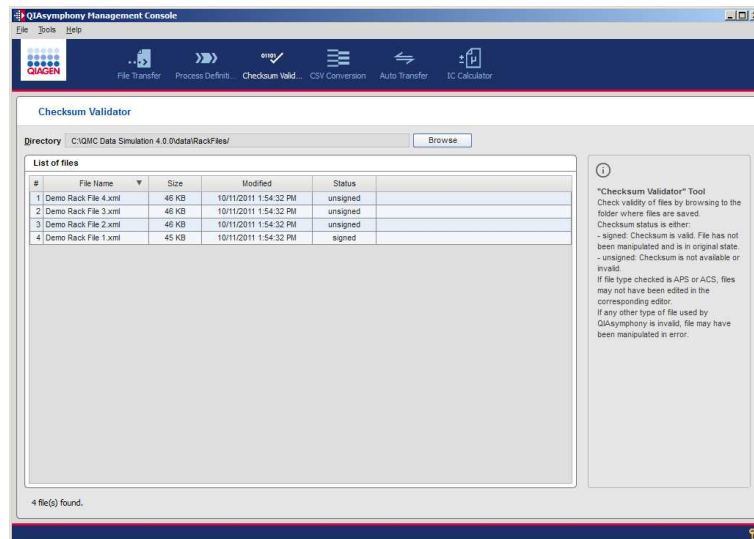 QIAsymphony Management Console
File Tools Help
QIAGEN
File Transfer
Process Definiti...
01101
Checksum Valid...
CSV Conversion
Auto Transfer
± µ
IC Calculator
Checksum Validator
Directory C:\QMC Data Simulation 4.0.0\data\RackFiles/ Browse
List of files
# File Name Size Modified Status
1 Demo Rack File 4.xml 46 KB 10/11/2011 1:54:32 PM unsigned
2 Demo Rack File 3.xml 46 KB 10/11/2011 1:54:32 PM unsigned
3 Demo Rack File 2.xml 46 KB 10/11/2011 1:54:32 PM unsigned
4 Demo Rack File 1.xml 45 KB 10/11/2011 1:54:32 PM signed
i
"Checksum Validator" Tool
Check validity of files by browsing to the
folder where files are saved.
Checksum status is either:
- signed: Checksum is valid. File has not
been manipulated and is in original state.
- unsigned: Checksum is not available or
invalid.
If file type checked is APS or ACS, files
may not have been edited in the
corresponding editor.
If any other type of file used by
QIAsymphony is invalid, file may have
been manipulated in error.
4 file(s) found.